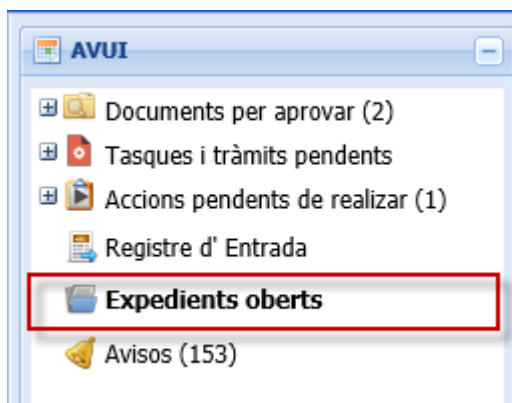 AVUI
Documents per aprovar (2)
Tasques i tràmits pendents
Accions pendents de realizar (1)
Registre d' Entrada
Expedients oberts
Avisos (153)